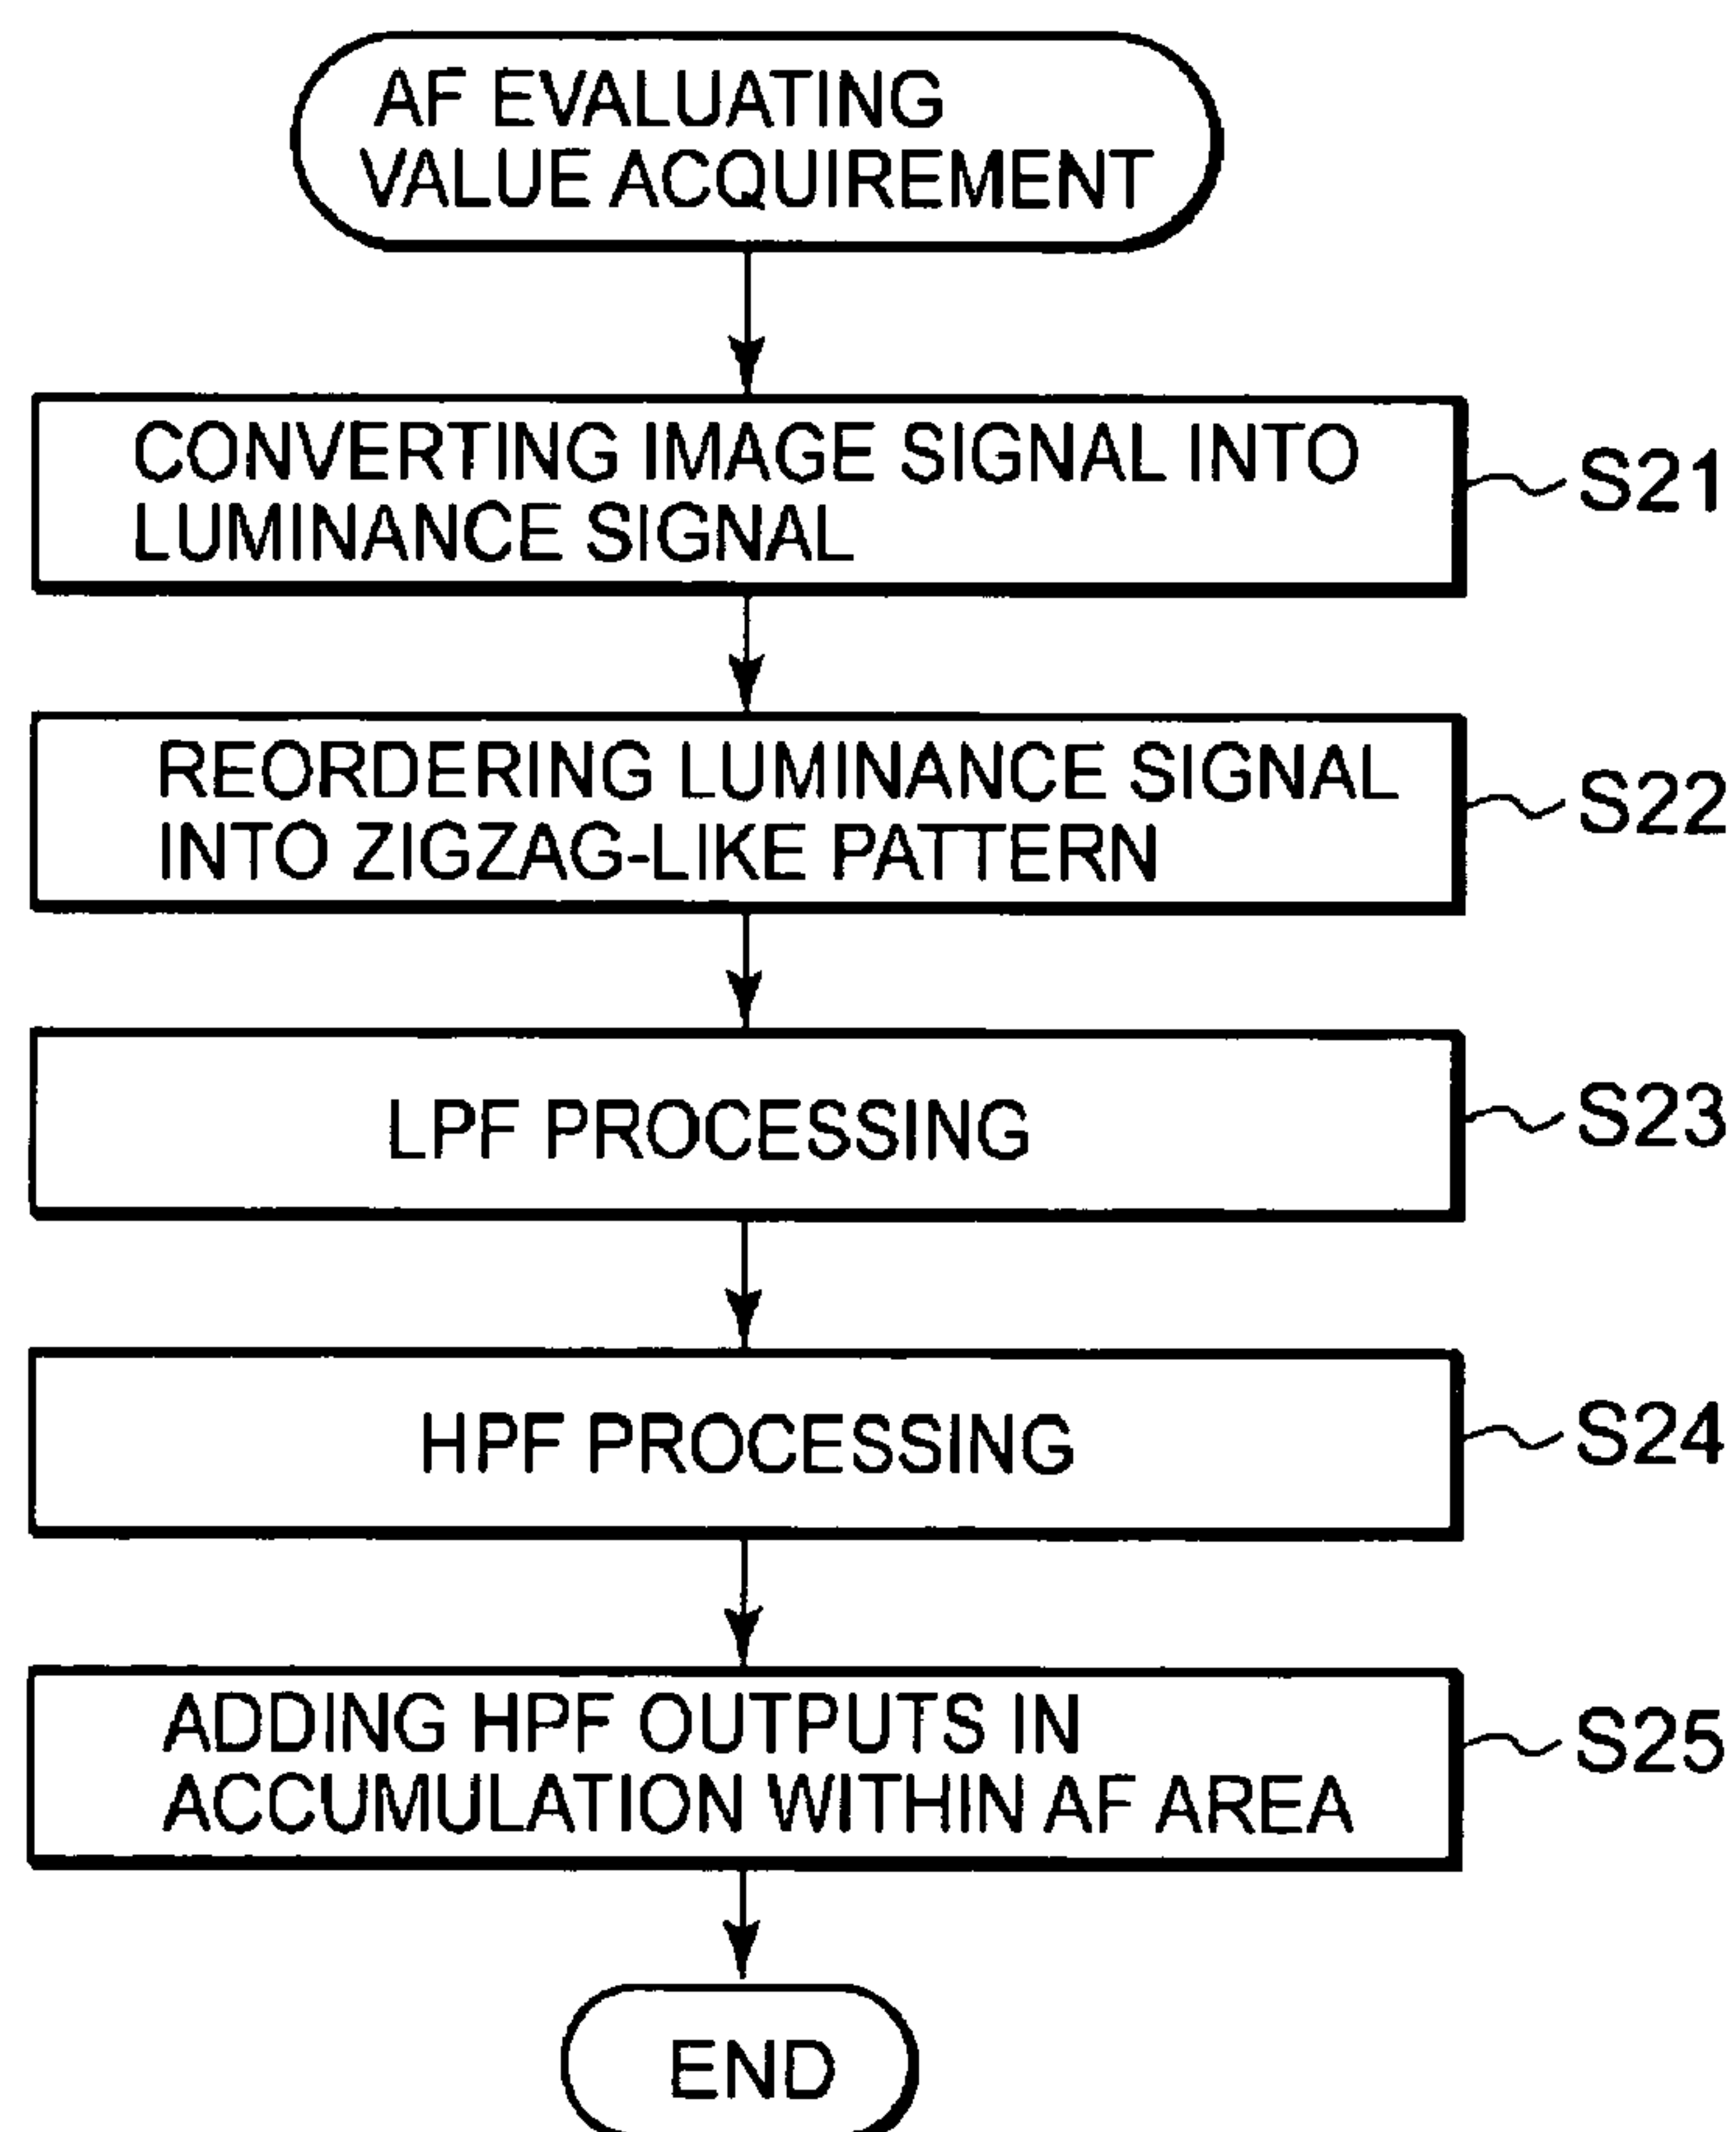 AF EVALUATING
VALUE ACQUIREMENT
CONVERTING IMAGE SIGNAL INTO
LUMINANCE SIGNAL
S21
REORDERING LUMINANCE SIGNAL
INTO ZIGZAG-LIKE PATTERN
S22
LPF PROCESSING
S23
HPF PROCESSING
S24
ADDING HPF OUTPUTS IN
ACCUMULATION WITHIN AF AREA
S25
END